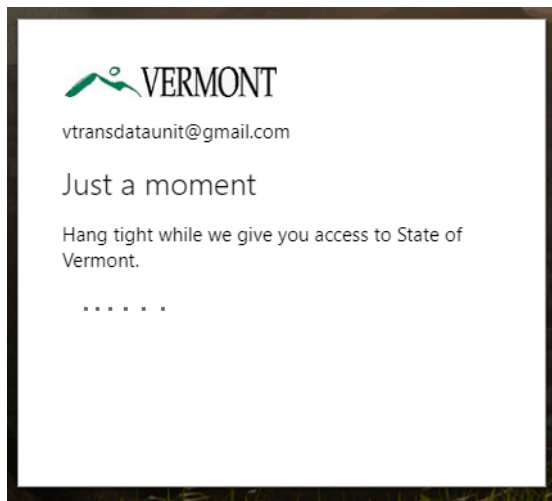 VERMONT
vtransdataunit@gmail.com
Just a moment
Hang tight while we give you access to State of
Vermont.